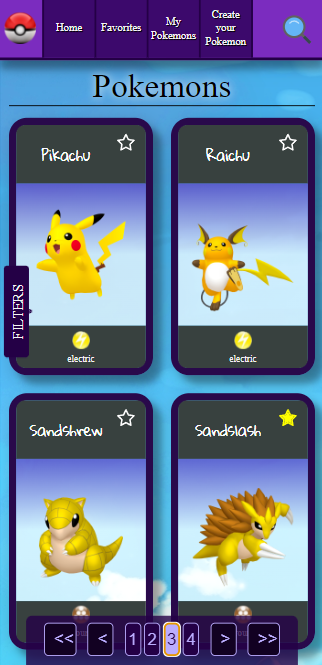 Home
Favorites
My
Pokemons
Create
your
Pokemon
Pokemons
Pikachu
Raichu
FILTERS
electric
electric
Sandshrew
Sandslash
<< < 1 2 3 4 > >>